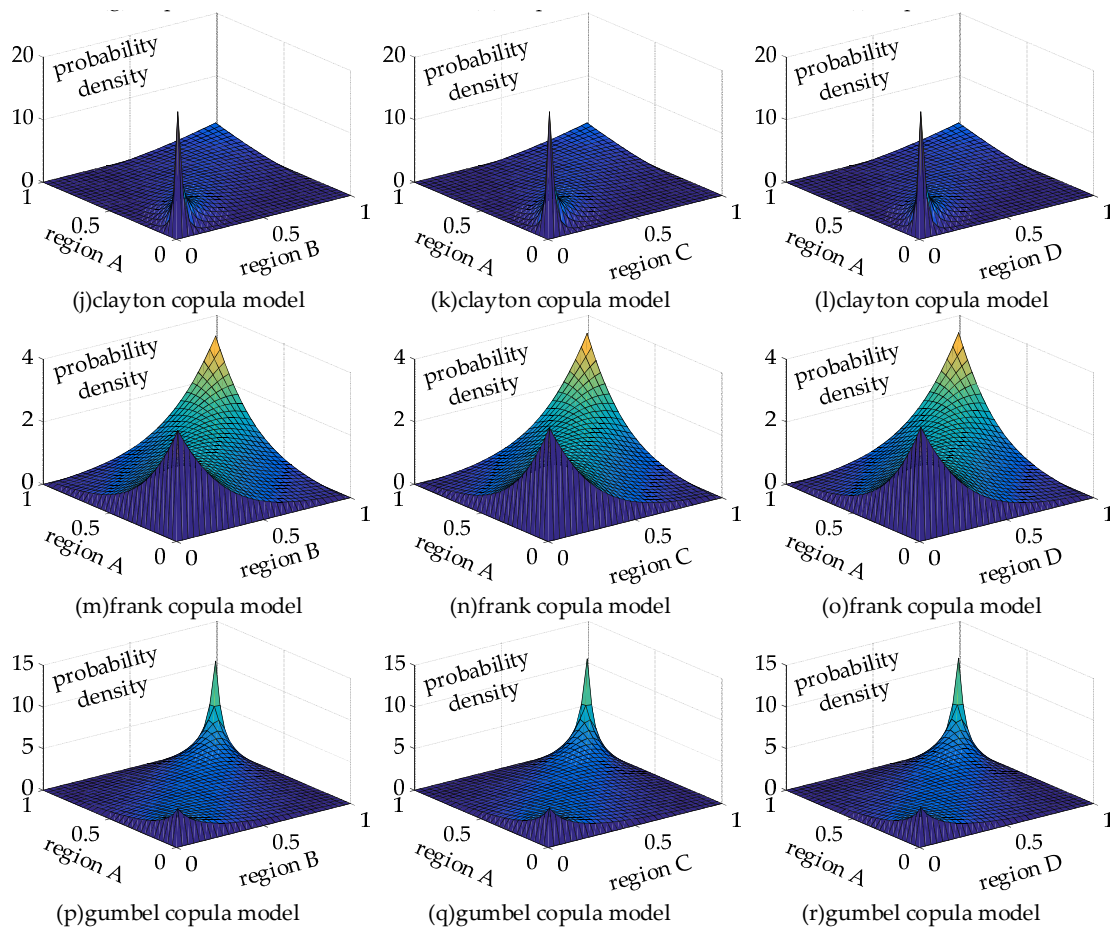 probability density
probability density
probability density
20
10
0
1
0.5
0
0
0.5
1
region A
region B
20
10
0
1
0.5
0
0
0.5
1
region A
region C
20
10
0
1
0.5
0
0
0.5
1
region A
region D
(j)clayton copula model
(k)clayton copula model
(l)clayton copula model
probability density
probability density
probability density
4
2
0
1
0.5
0
0
0.5
1
region A
region B
4
2
0
1
0.5
0
0
0.5
1
region A
region C
4
2
0
1
0.5
0
0
0.5
1
region A
region D
(m)frank copula model
(n)frank copula model
(o)frank copula model
probability density
probability density
probability density
15
10
5
0
1
0.5
0
0
0.5
1
region A
region B
15
10
5
0
1
0.5
0
0
0.5
1
region A
region C
15
10
5
0
1
0.5
0
0
0.5
1
region A
region D
(p)gumbel copula model
(q)gumbel copula model
(r)gumbel copula model